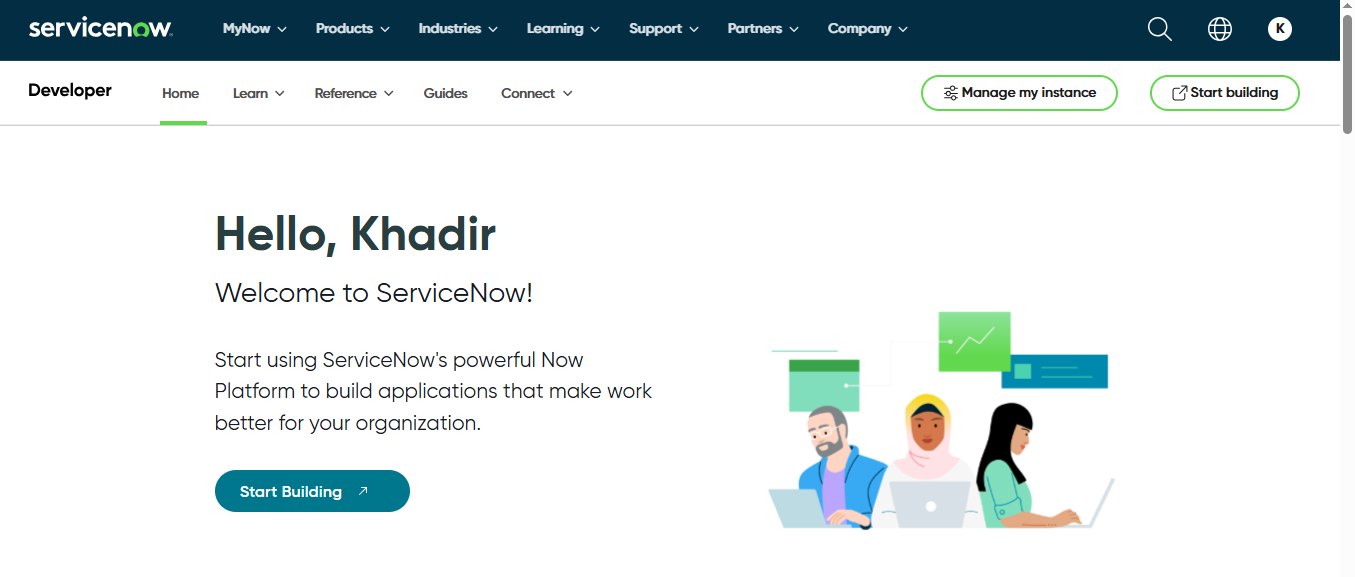 servicenow MyNow Products Industries Learning Support Partners Company K
Developer Home Learn Reference Guides Connect Manage my instance Start building
Hello, Khadir
Welcome to ServiceNow!
Start using ServiceNow's powerful Now
Platform to build applications that make work
better for your organization.
Start Building